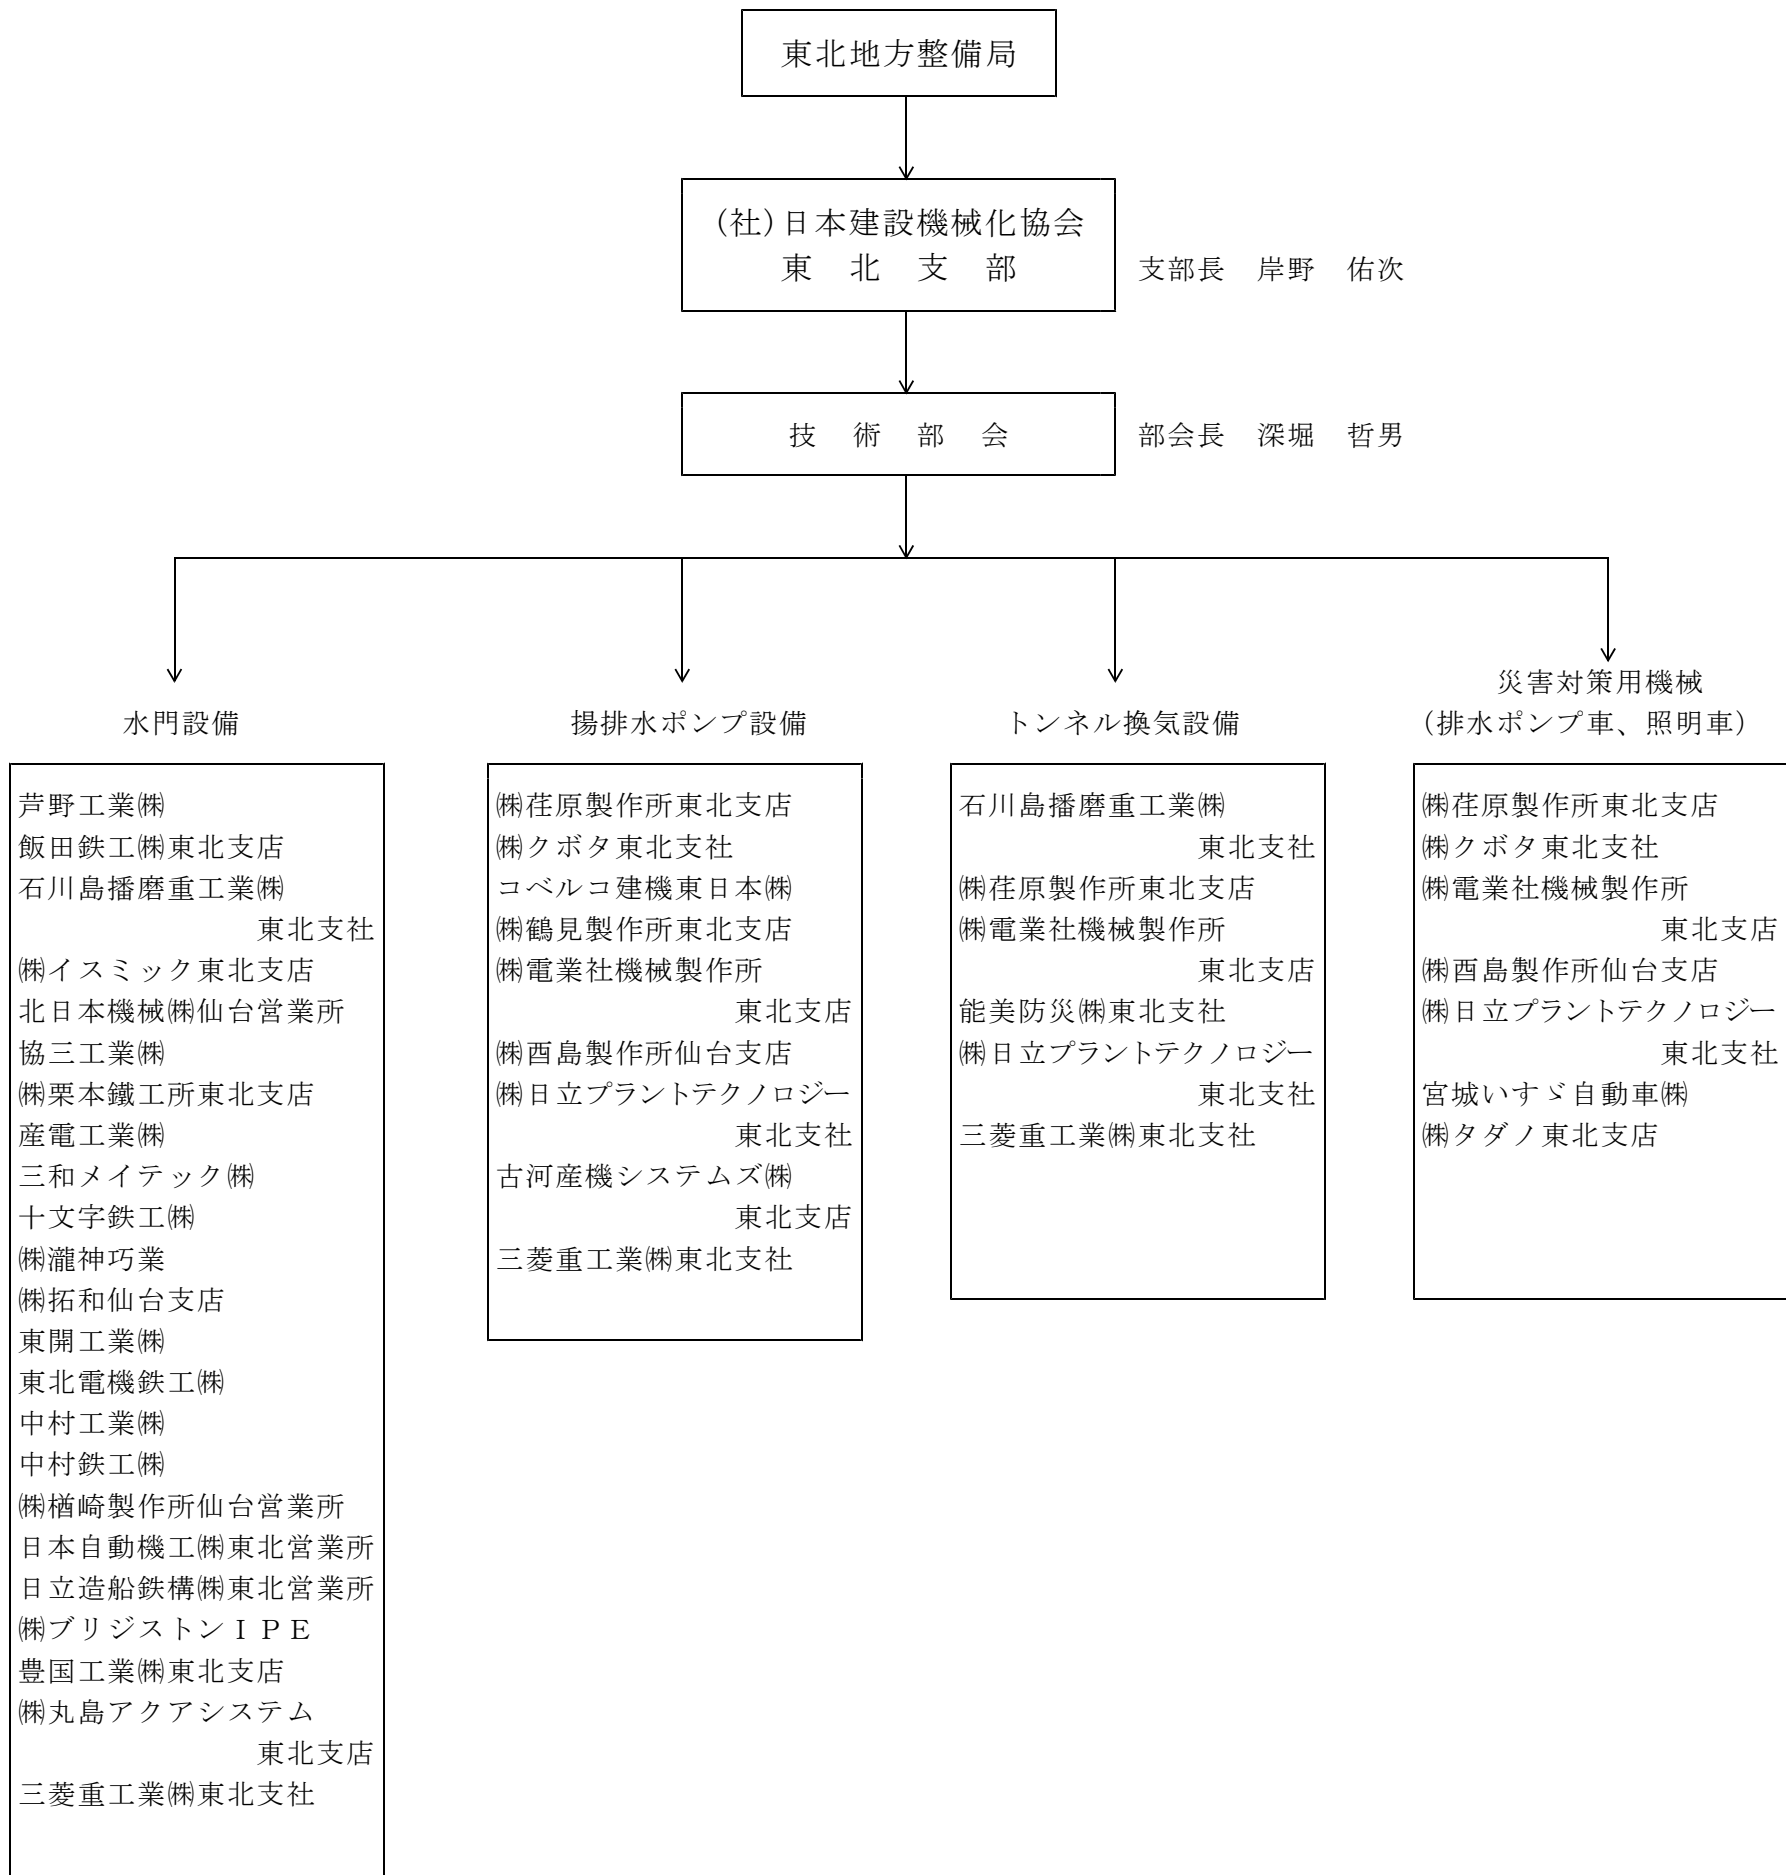 東北地方整備局
(社)日本建設機械化協会
東　北　支　部
支部長　岸野　佑次
技　術　部　会
部会長　深堀　哲男
水門設備
芦野工業㈱
飯田鉄工㈱東北支店
石川島播磨重工業㈱
東北支社
㈱イスミック東北支店
北日本機械㈱仙台営業所
協三工業㈱
㈱栗本鐵工所東北支店
産電工業㈱
三和メイテック㈱
十文字鉄工㈱
㈱瀧神巧業
㈱拓和仙台支店
東開工業㈱
東北電機鉄工㈱
中村工業㈱
中村鉄工㈱
㈱楢崎製作所仙台営業所
日本自動機工㈱東北営業所
日立造船鉄構㈱東北営業所
㈱ブリジストンＩＰＥ
豊国工業㈱東北支店
㈱丸島アクアシステム
東北支店
三菱重工業㈱東北支社
揚排水ポンプ設備
㈱荏原製作所東北支店
㈱クボタ東北支社
コベルコ建機東日本㈱
㈱鶴見製作所東北支店
㈱電業社機械製作所
東北支店
㈱酉島製作所仙台支店
㈱日立プラントテクノロジー
東北支社
古河産機システムズ㈱
東北支店
三菱重工業㈱東北支社
トンネル換気設備
石川島播磨重工業㈱
東北支社
㈱荏原製作所東北支店
㈱電業社機械製作所
東北支店
能美防災㈱東北支社
㈱日立プラントテクノロジー
東北支社
三菱重工業㈱東北支社
災害対策用機械
(排水ポンプ車、照明車)
㈱荏原製作所東北支店
㈱クボタ東北支社
㈱電業社機械製作所
東北支店
㈱酉島製作所仙台支店
㈱日立プラントテクノロジー
東北支社
宮城いすゞ自動車㈱
㈱タダノ東北支店